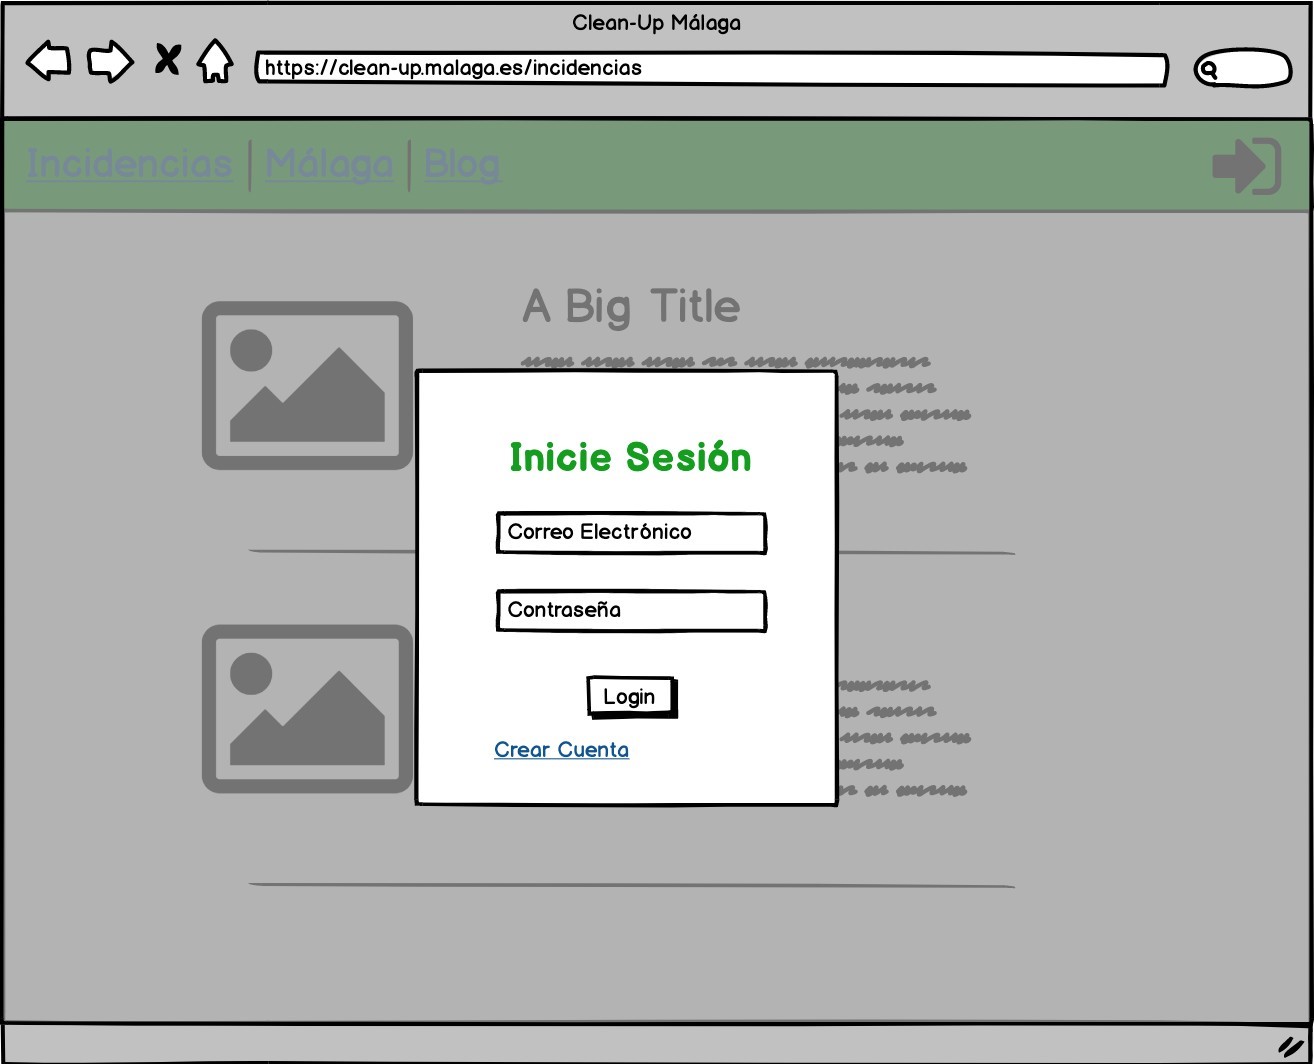 Clean-Up Málaga
https://clean-up.malaga.es/incidencias
Incidencias | Málaga | Blog
A Big Title
Inicie Sesión
Correo Electrónico
Contraseña
Login
Crear Cuenta